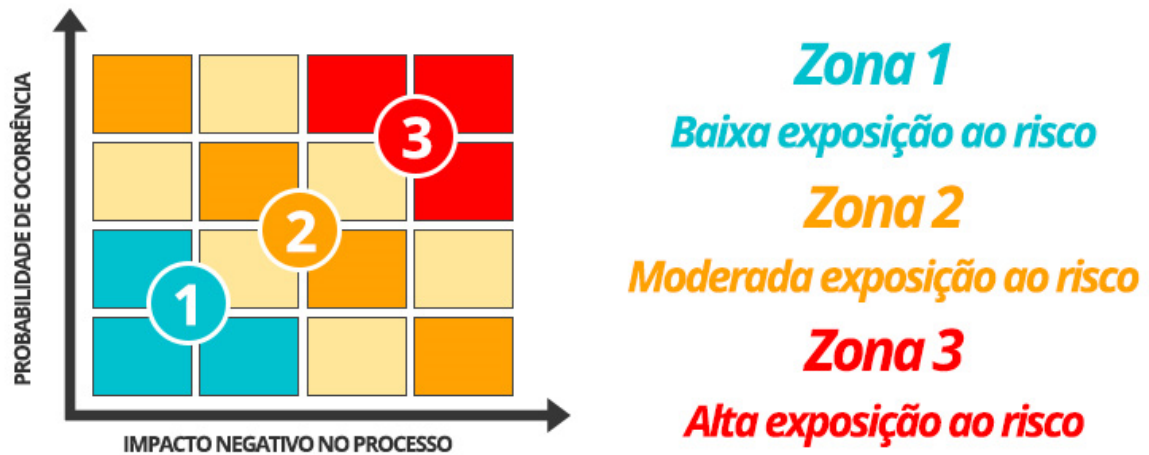 PROBABILIDADE DE OCORRÊNCIA
3
2
1
IMPACTO NEGATIVO NO PROCESSO
Zona 1
Baixa exposição ao risco
Zona 2
Moderada exposição ao risco
Zona 3
Alta exposição ao risco